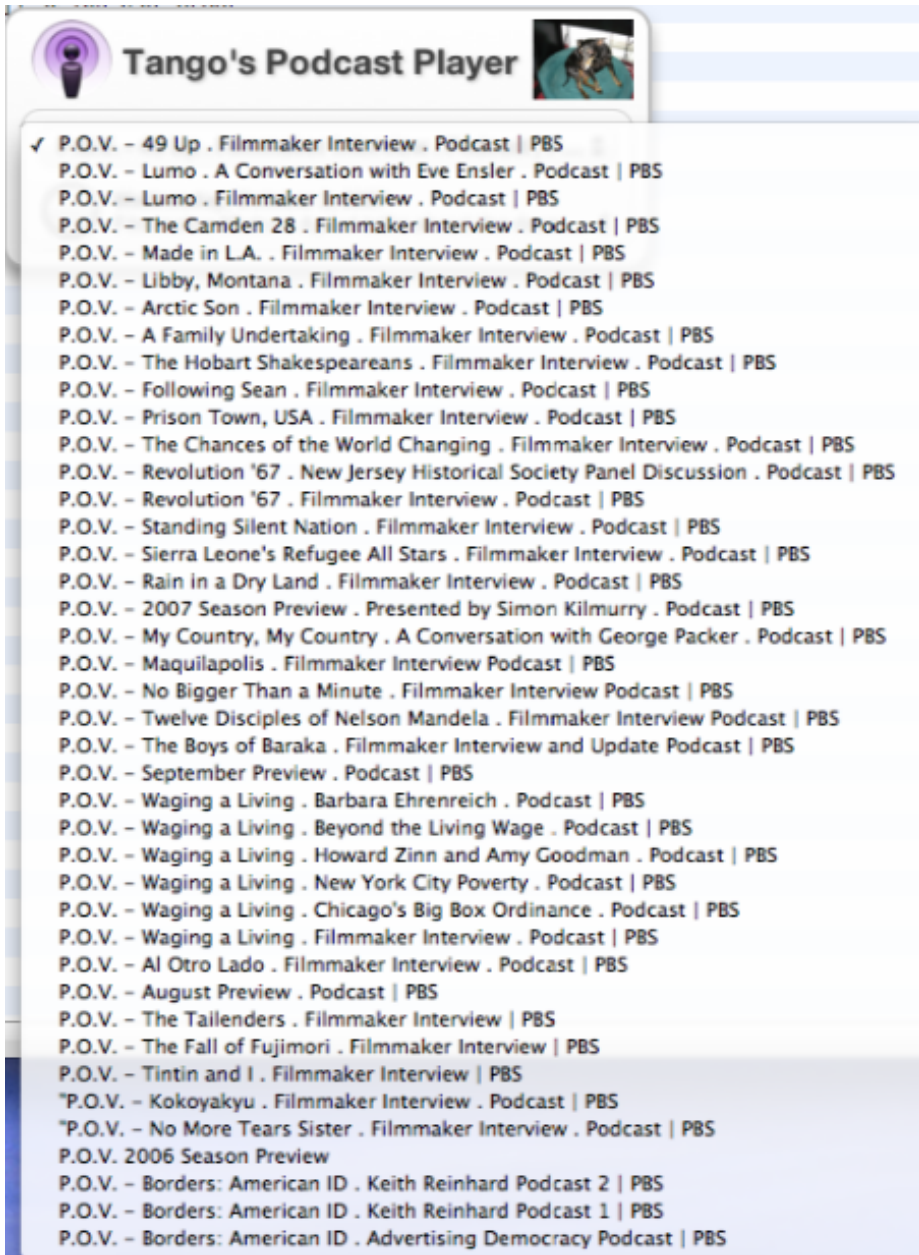 Tango's Podcast Player
✓ P.O.V. – 49 Up . Filmmaker Interview . Podcast | PBS
P.O.V. – Lumo . A Conversation with Eve Ensler . Podcast | PBS
P.O.V. – Lumo . Filmmaker Interview . Podcast | PBS
P.O.V. – The Camden 28 . Filmmaker Interview . Podcast | PBS
P.O.V. – Made in L.A. . Filmmaker Interview . Podcast | PBS
P.O.V. – Libby, Montana . Filmmaker Interview . Podcast | PBS
P.O.V. – Arctic Son . Filmmaker Interview . Podcast | PBS
P.O.V. – A Family Undertaking . Filmmaker Interview . Podcast | PBS
P.O.V. – The Hobart Shakespeareans . Filmmaker Interview . Podcast | PBS
P.O.V. – Following Sean . Filmmaker Interview . Podcast | PBS
P.O.V. – Prison Town, USA . Filmmaker Interview . Podcast | PBS
P.O.V. – The Chances of the World Changing . Filmmaker Interview . Podcast | PBS
P.O.V. – Revolution '67 . New Jersey Historical Society Panel Discussion . Podcast | PBS
P.O.V. – Revolution '67 . Filmmaker Interview . Podcast | PBS
P.O.V. – Standing Silent Nation . Filmmaker Interview . Podcast | PBS
P.O.V. – Sierra Leone's Refugee All Stars . Filmmaker Interview . Podcast | PBS
P.O.V. – Rain in a Dry Land . Filmmaker Interview . Podcast | PBS
P.O.V. – 2007 Season Preview . Presented by Simon Kilmurry . Podcast | PBS
P.O.V. – My Country, My Country . A Conversation with George Packer . Podcast | PBS
P.O.V. – Maquilapolis . Filmmaker Interview Podcast | PBS
P.O.V. – No Bigger Than a Minute . Filmmaker Interview Podcast | PBS
P.O.V. – Twelve Disciples of Nelson Mandela . Filmmaker Interview Podcast | PBS
P.O.V. – The Boys of Baraka . Filmmaker Interview and Update Podcast | PBS
P.O.V. – September Preview . Podcast | PBS
P.O.V. – Waging a Living . Barbara Ehrenreich . Podcast | PBS
P.O.V. – Waging a Living . Beyond the Living Wage . Podcast | PBS
P.O.V. – Waging a Living . Howard Zinn and Amy Goodman . Podcast | PBS
P.O.V. – Waging a Living . New York City Poverty . Podcast | PBS
P.O.V. – Waging a Living . Chicago's Big Box Ordinance . Podcast | PBS
P.O.V. – Waging a Living . Filmmaker Interview . Podcast | PBS
P.O.V. – Al Otro Lado . Filmmaker Interview . Podcast | PBS
P.O.V. – August Preview . Podcast | PBS
P.O.V. – The Tailenders . Filmmaker Interview | PBS
P.O.V. – The Fall of Fujimori . Filmmaker Interview | PBS
P.O.V. – Tintin and I . Filmmaker Interview | PBS
"P.O.V. – Kokoyakyu . Filmmaker Interview . Podcast | PBS
"P.O.V. – No More Tears Sister . Filmmaker Interview . Podcast | PBS
P.O.V. 2006 Season Preview
P.O.V. – Borders: American ID . Keith Reinhard Podcast 2 | PBS
P.O.V. – Borders: American ID . Keith Reinhard Podcast 1 | PBS
P.O.V. – Borders: American ID . Advertising Democracy Podcast | PBS